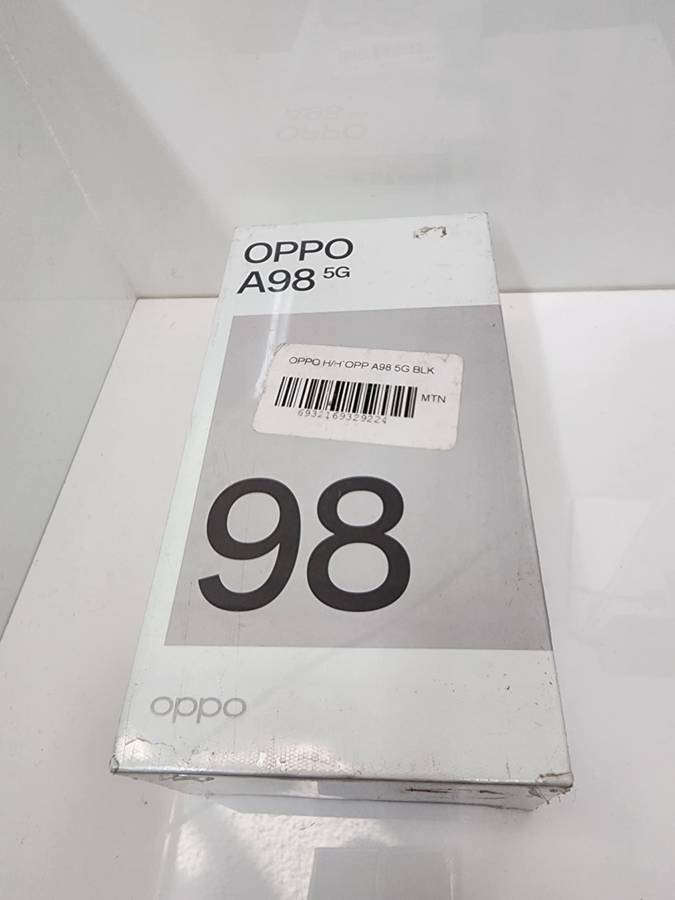 OPPO
A98 5G
OPPO H/H`OPP A98 5G BLK
MTN
6932169329224
98
oppo